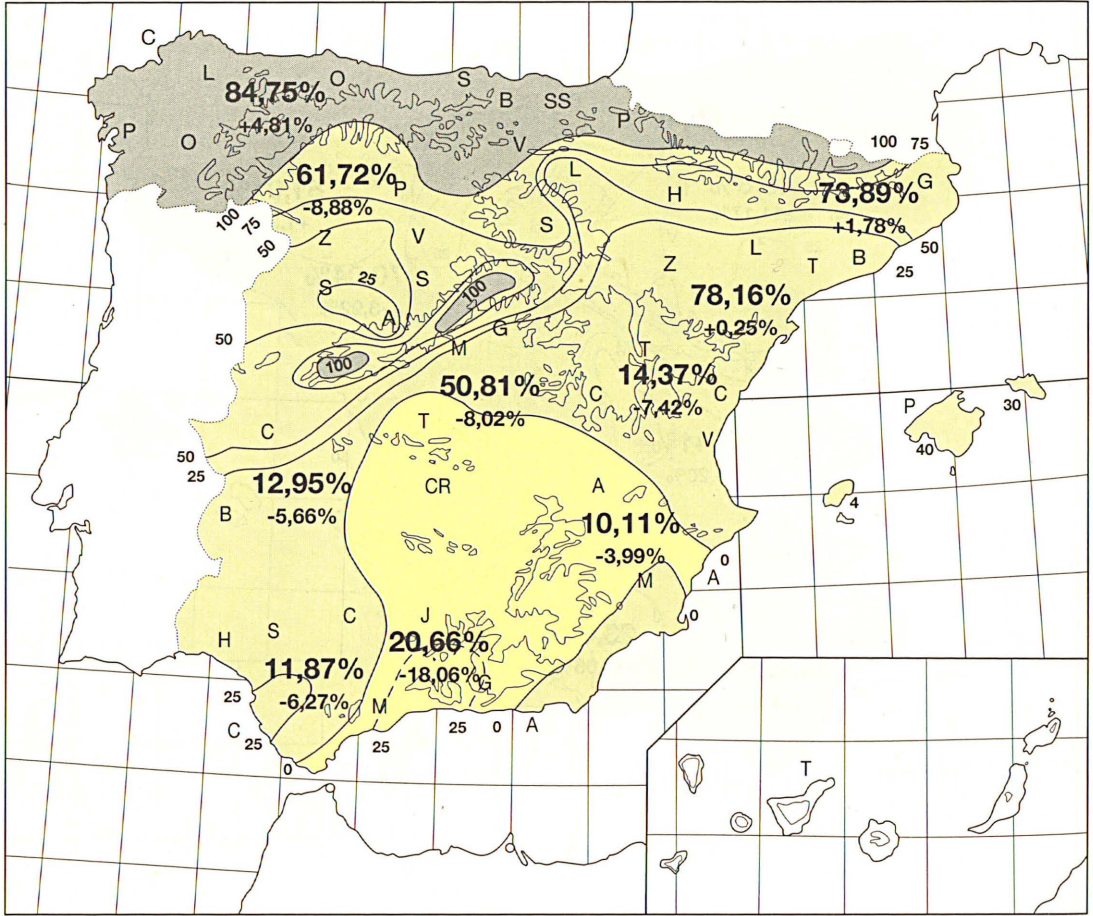 C
L O S
84,75% B SS
+4,81%
P O V P
100 75
61,72% P
-8,88%
L H 73,89% G
+1,78%
100
75
50
Z V S
50
L B
Z T
25
S 25 S
100
78,16%
+0,25%
A G
50
M
T
100
14,37%
-7,42%
C C
50,81%
-8,02%
P 30
T
C V
40
50
25
12,95%
-5,66%
CR A
4
B
10,11%
-3,99%
0
M A
0
C J
H S
20,66%
-18,06%
G
11,87%
-6,27%
25
M
C 25
25 25 0 A
0
T